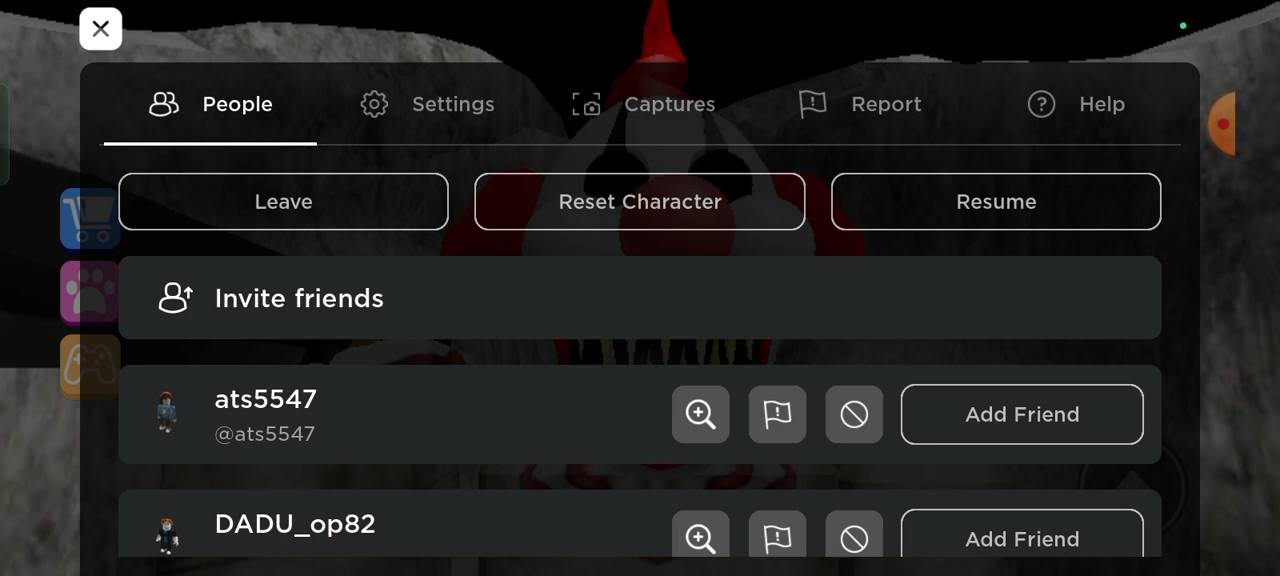 People
Settings
Captures
Report
Help
Leave
Reset Character
Resume
Invite friends
ats5547
@ats5547
Add Friend
DADU_op82
Add Friend